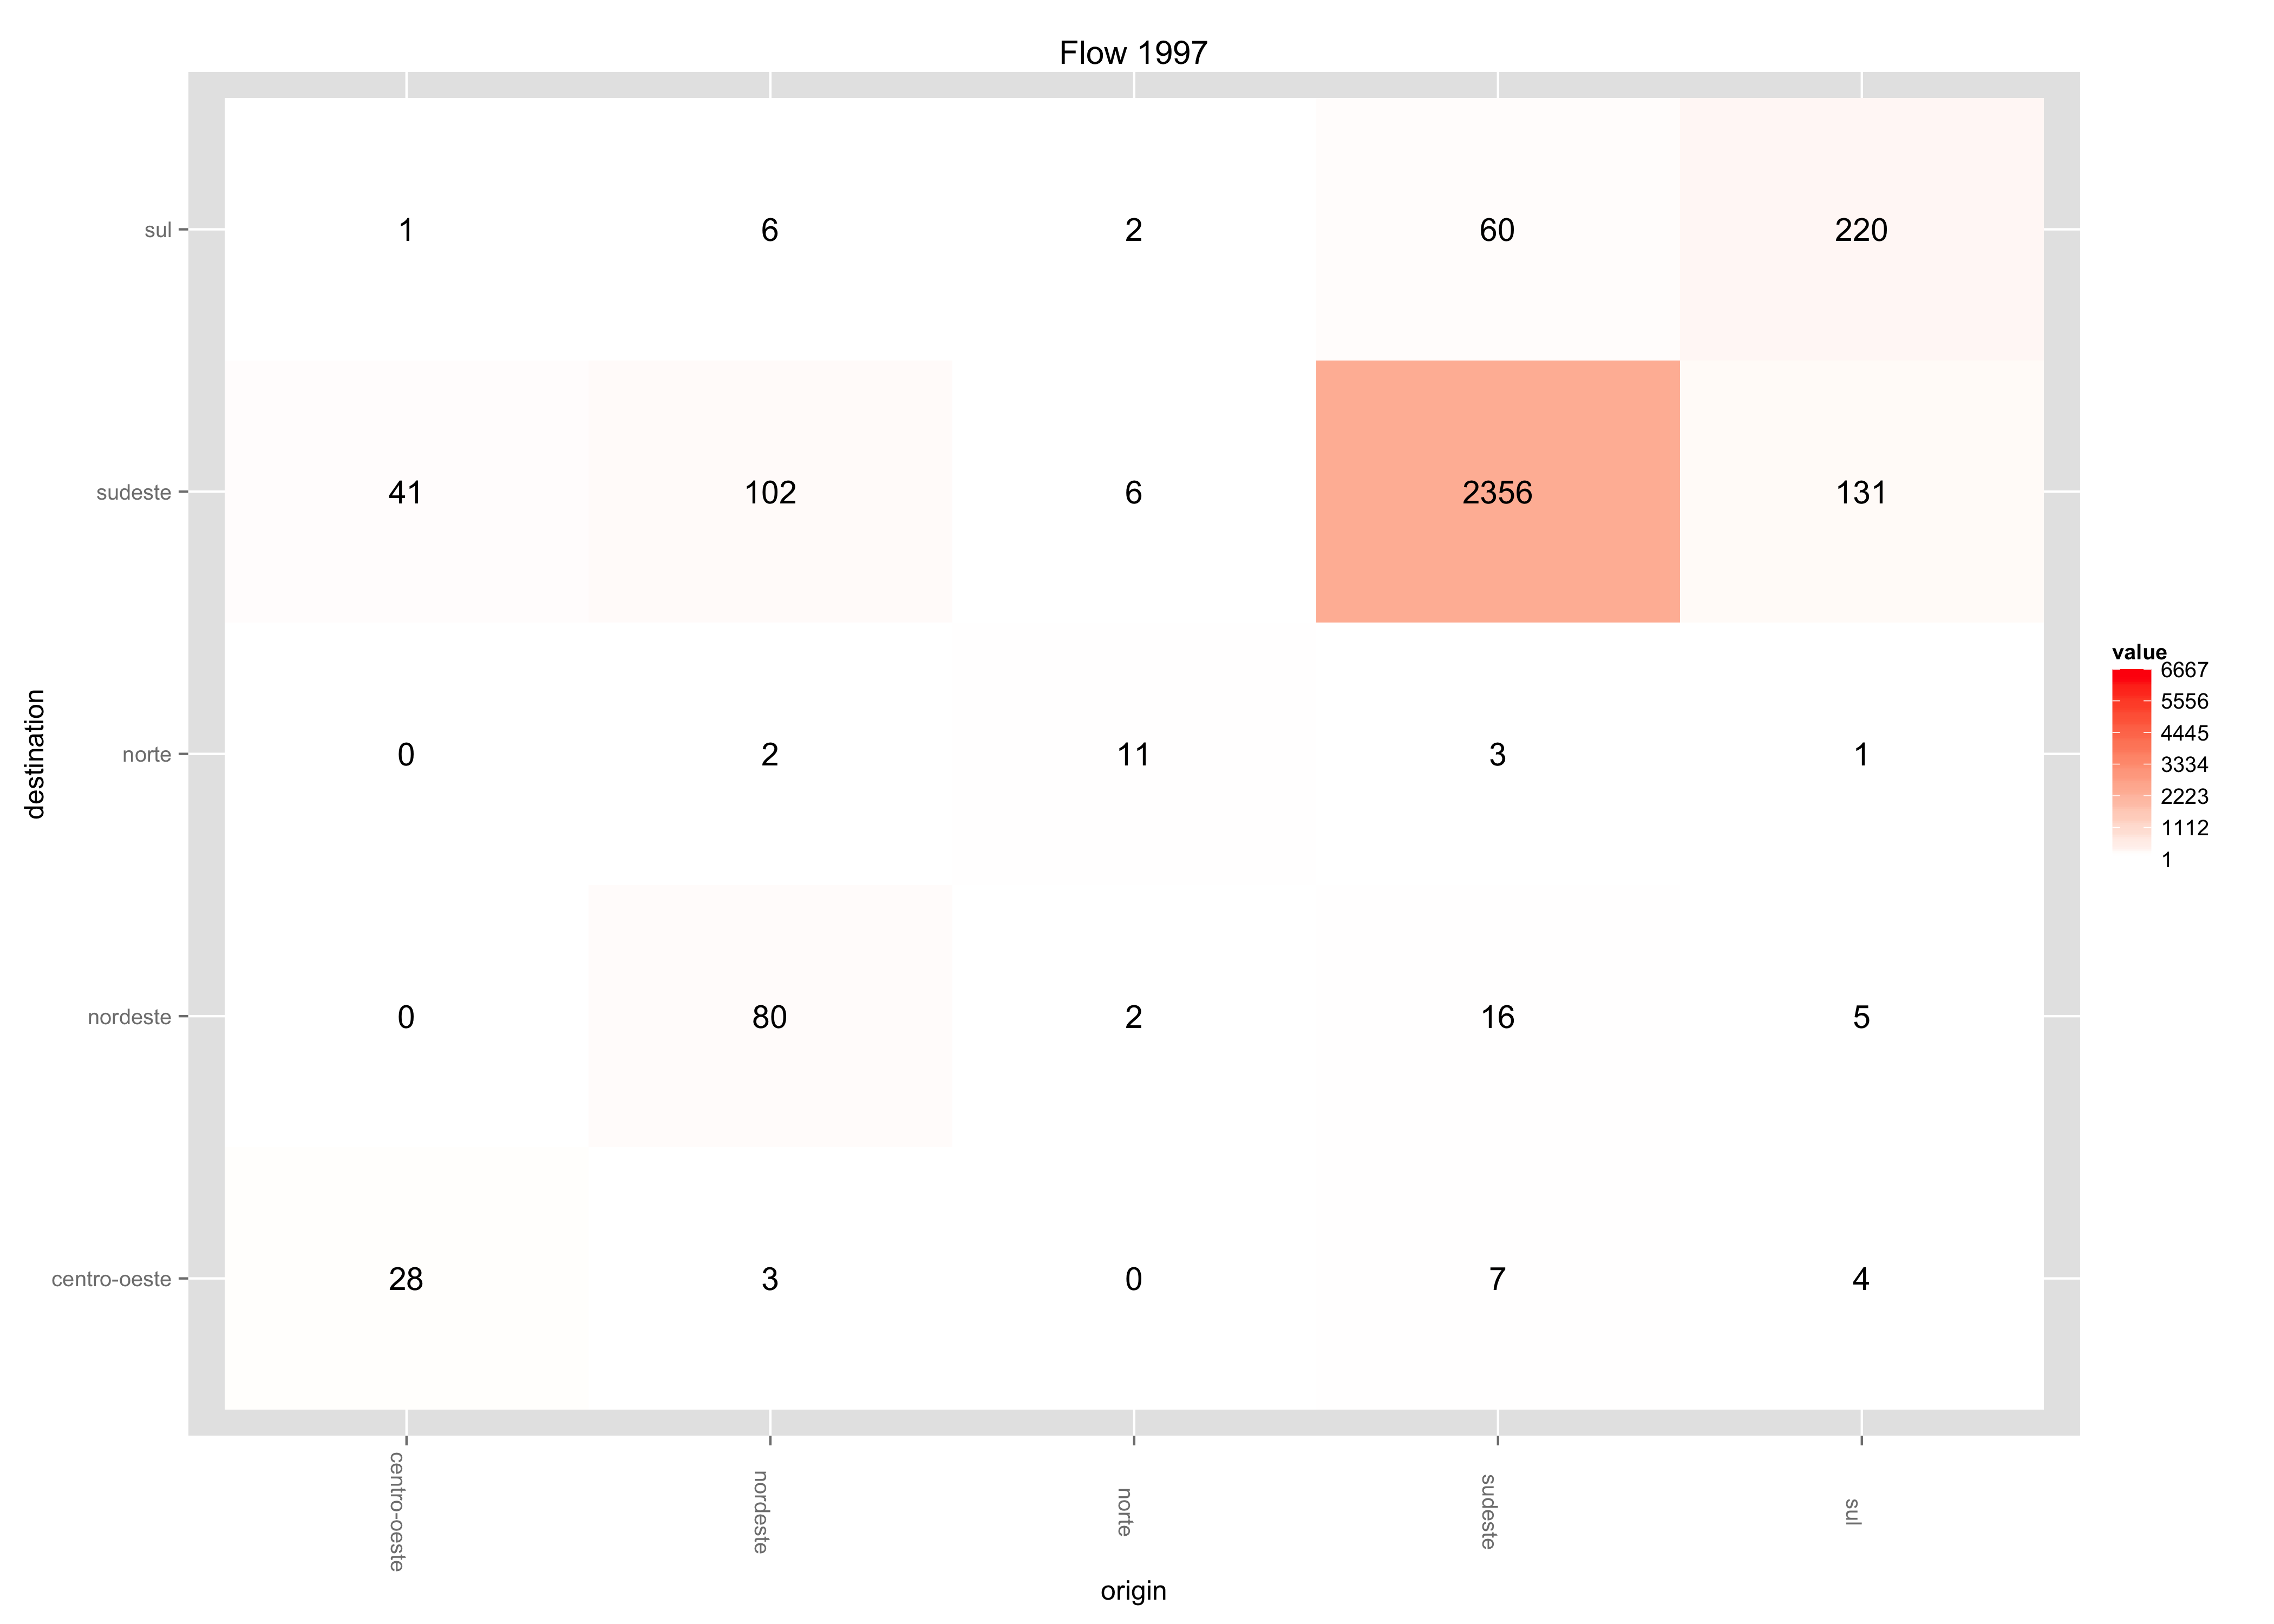 Flow 1997
sul 1 6 2 60 220
sudeste 41 102 6 2356 131
norte 0 2 11 3 1
nordeste 0 80 2 16 5
centro-oeste 28 3 0 7 4
destination
centro-oeste nordeste norte sudeste sul
origin
value
6667
5556
4445
3334
2223
1112
1